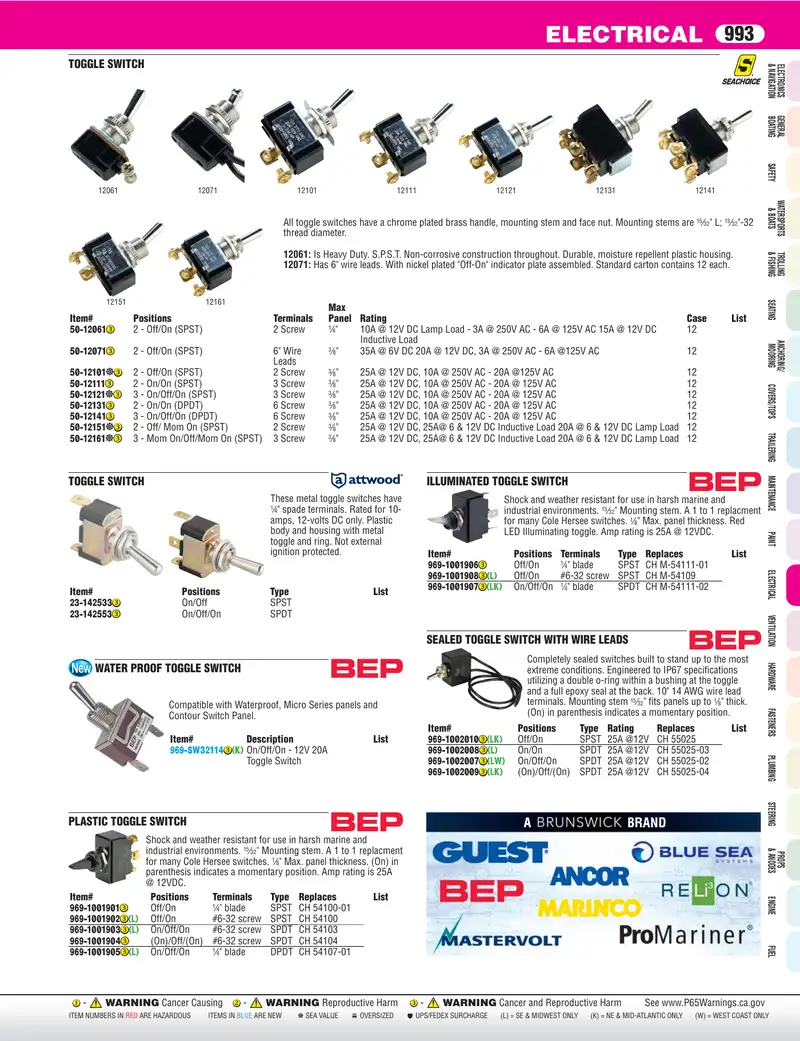 ELECTRICAL 993
TOGGLE SWITCH
SEACHOICE
12061 12071 12101 12111 12121 12131 12141
All toggle switches have a chrome plated brass handle, mounting stem and face nut. Mounting stems are 15/32" L; 15/32"-32
thread diameter.
12061: Is Heavy Duty. S.P.S.T. Non-corrosive construction throughout. Durable, moisture repellent plastic housing.
12071: Has 6" wire leads. With nickel plated "Off-On" indicator plate assembled. Standard carton contains 12 each.
12151 12161
Max
Item# Positions Terminals Panel Rating Case List
50-12061③ 2 - Off/On (SPST) 2 Screw ¼" 10A @ 12V DC Lamp Load - 3A @ 250V AC - 6A @ 125V AC 15A @ 12V DC 12
Inductive Load
50-12071③ 2 - Off/On (SPST) 6" Wire ⅜" 35A @ 6V DC 20A @ 12V DC, 3A @ 250V AC - 6A @125V AC 12
Leads
50-12101③ 2 - Off/On (SPST) 2 Screw ⅜" 25A @ 12V DC, 10A @ 250V AC - 20A @125V AC 12
50-12111③ 2 - On/On (SPST) 3 Screw ⅜" 25A @ 12V DC, 10A @ 250V AC - 20A @ 125V AC 12
50-12121③ 3 - On/Off/On (SPST) 3 Screw ⅜" 25A @ 12V DC, 10A @ 250V AC - 20A @ 125V AC 12
50-12131③ 2 - On/On (DPDT) 6 Screw ⅜" 25A @ 12V DC, 10A @ 250V AC - 20A @ 125V AC 12
50-12141③ 3 - On/Off/On (DPDT) 6 Screw ⅜" 25A @ 12V DC, 10A @ 250V AC - 20A @ 125V AC 12
50-12151③ 2 - Off/ Mom On (SPST) 2 Screw ⅜" 25A @ 12V DC, 25A@ 6 & 12V DC Inductive Load 20A @ 6 & 12V DC Lamp Load 12
50-12161③ 3 - Mom On/Off/Mom On (SPST) 3 Screw ⅜" 25A @ 12V DC, 25A@ 6 & 12V DC Inductive Load 20A @ 6 & 12V DC Lamp Load 12
TOGGLE SWITCH
attwood
These metal toggle switches have
¼" spade terminals. Rated for 10-
amps, 12-volts DC only. Plastic
body and housing with metal
toggle and ring. Not external
ignition protected.
Item# Positions Type List
23-142533③ On/Off SPST
23-142553③ On/Off/On SPDT
New WATER PROOF TOGGLE SWITCH
BEP
Compatible with Waterproof, Micro Series panels and
Contour Switch Panel.
Item# Description List
969-SW32114③(K) On/Off/On - 12V 20A
Toggle Switch
PLASTIC TOGGLE SWITCH
BEP
Shock and weather resistant for use in harsh marine and
industrial environments. 15/32" Mounting stem. A 1 to 1 replacment
for many Cole Hersee switches. ⅛" Max. panel thickness. (On) in
parenthesis indicates a momentary position. Amp rating is 25A
@ 12VDC.
Item# Positions Terminals Type Replaces List
969-1001901③ Off/On ¼" blade SPST CH 54100-01
969-1001902③(L) Off/On #6-32 screw SPST CH 54100
969-1001903③(L) On/Off/On #6-32 screw SPDT CH 54103
969-1001904③ (On)/Off/(On) #6-32 screw SPDT CH 54104
969-1001905③(L) On/Off/On ¼" blade DPDT CH 54107-01
ILLUMINATED TOGGLE SWITCH
BEP
Shock and weather resistant for use in harsh marine and
industrial environments. 15/32" Mounting stem. A 1 to 1 replacment
for many Cole Hersee switches. ⅛" Max. panel thickness. Red
LED Illuminating toggle. Amp rating is 25A @ 12VDC.
Item# Positions Terminals Type Replaces List
969-1001906③ Off/On ¼" blade SPST CH M-54111-01
969-1001908③(L) Off/On #6-32 screw SPST CH M-54109
969-1001907③(LK) On/Off/On ¼" blade SPDT CH M-54111-02
SEALED TOGGLE SWITCH WITH WIRE LEADS
BEP
Completely sealed switches built to stand up to the most
extreme conditions. Engineered to IP67 specifications
utilizing a double o-ring within a bushing at the toggle
and a full epoxy seal at the back. 10" 14 AWG wire lead
terminals. Mounting stem 15/32" fits panels up to ⅛" thick.
(On) in parenthesis indicates a momentary position.
Item# Positions Type Rating Replaces List
969-1002010③(LK) Off/On SPST 25A @12V CH 55025
969-1002008③(L) On/On SPDT 25A @12V CH 55025-03
969-1002007③(LW) On/Off/On SPDT 25A @12V CH 55025-02
969-1002009③(LK) (On)/Off/(On) SPDT 25A @12V CH 55025-04
A BRUNSWICK BRAND
GUEST®
BLUE SEA SYSTEMS
ANCOR
BEP
RELiON®
MARINCO
MASTERVOLT
ProMariner®
ELECTRONICS & NAVIGATION
GENERAL BOATING
SAFETY
WATERSPORTS & BOATS
TROLLING & FISHING
SEATING
ANCHORING/ MOORING
COVERS/TOPS
TRAILERING
MAINTENANCE
PAINT
ELECTRICAL
VENTILATION
HARDWARE
FASTENERS
PLUMBING
STEERING
PROPS & ANODES
ENGINE
FUEL
① - WARNING Cancer Causing ② - WARNING Reproductive Harm ③ - WARNING Cancer and Reproductive Harm See www.P65Warnings.ca.gov
ITEM NUMBERS IN RED ARE HAZARDOUS ITEMS IN BLUE ARE NEW SEA VALUE OVERSIZED UPS/FEDEX SURCHARGE (L) = SE & MIDWEST ONLY (K) = NE & MID-ATLANTIC ONLY (W) = WEST COAST ONLY